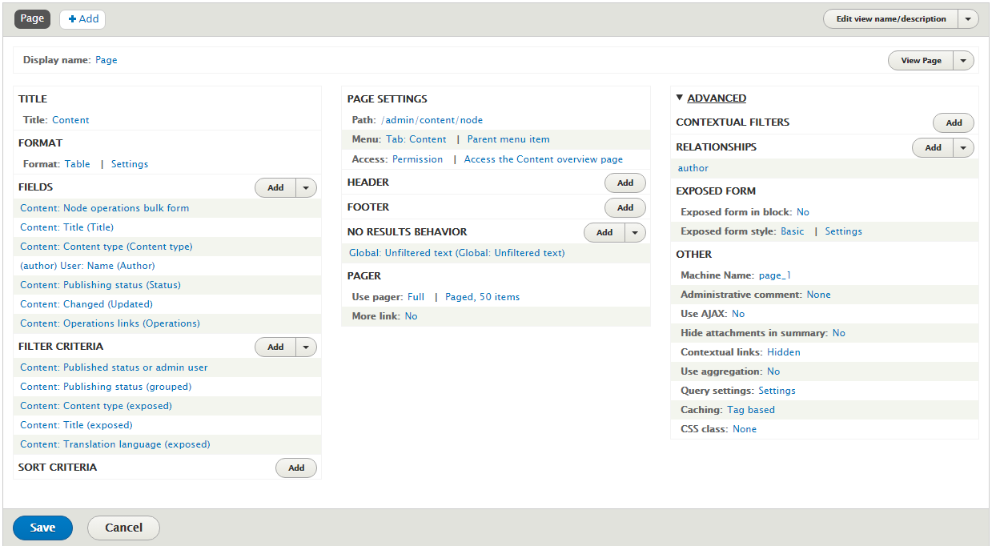 Page
+ Add
Edit view name/description
Display name: Page
View Page
TITLE
Title: Content
FORMAT
Format: Table | Settings
FIELDS
Add
Content: Node operations bulk form
Content: Title (Title)
Content: Content type (Content type)
(author) User: Name (Author)
Content: Publishing status (Status)
Content: Changed (Updated)
Content: Operations links (Operations)
FILTER CRITERIA
Add
Content: Published status or admin user
Content: Publishing status (grouped)
Content: Content type (exposed)
Content: Title (exposed)
Content: Translation language (exposed)
SORT CRITERIA
Add
PAGE SETTINGS
Path: /admin/content/node
Menu: Tab: Content | Parent menu item
Access: Permission | Access the Content overview page
HEADER
Add
FOOTER
Add
NO RESULTS BEHAVIOR
Add
Global: Unfiltered text (Global: Unfiltered text)
PAGER
Use pager: Full | Paged, 50 items
More link: No
ADVANCED
CONTEXTUAL FILTERS
Add
RELATIONSHIPS
Add
author
EXPOSED FORM
Exposed form in block: No
Exposed form style: Basic | Settings
OTHER
Machine Name: page_1
Administrative comment: None
Use AJAX: No
Hide attachments in summary: No
Contextual links: Hidden
Use aggregation: No
Query settings: Settings
Caching: Tag based
CSS class: None
Save
Cancel